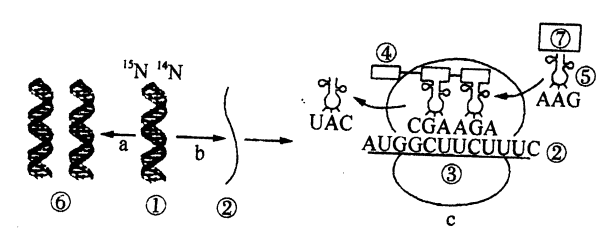 ④
⑦
⑤
¹⁵N ¹⁴N
UAC
AAG
CGAAGA
a
b
AUGGCUUCUUUC ②
③
⑥
①
②
c